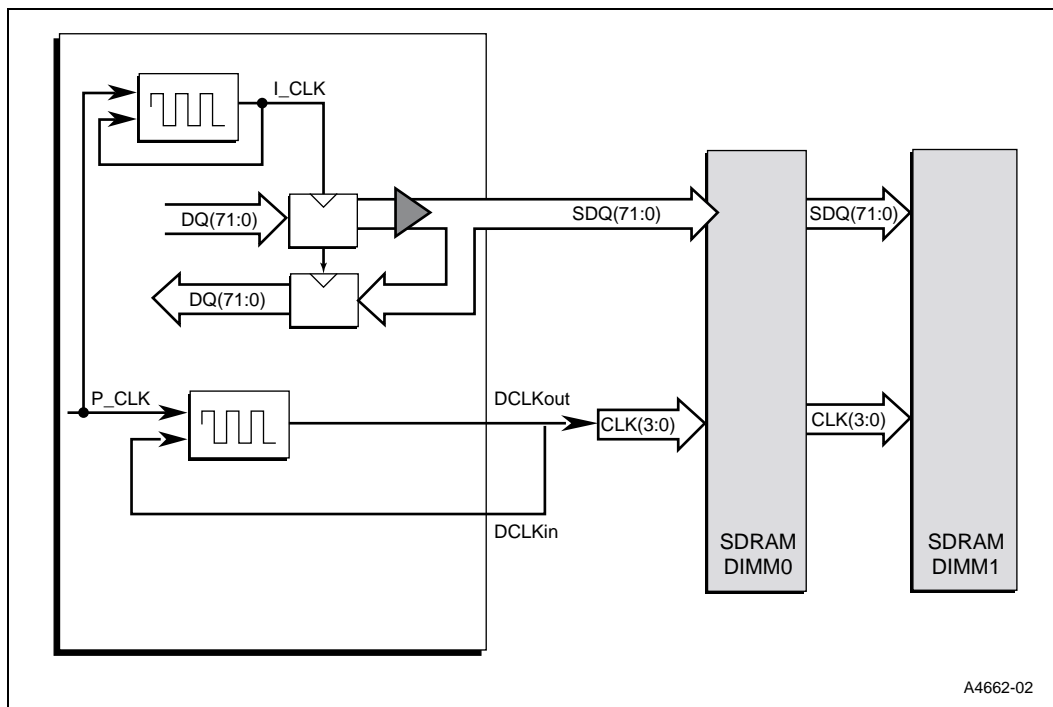 I_CLK
DQ(71:0)
SDQ(71:0)
SDQ(71:0)
DQ(71:0)
P_CLK
DCLKout
CLK(3:0)
CLK(3:0)
DCLKin
SDRAM
DIMM0
SDRAM
DIMM1
A4662-02